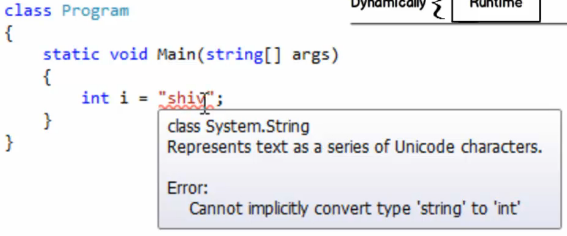 class Program
Dynamically { Runtime
{
static void Main(string[] args)
{
int i = "shiv";
}
}
class System.String
Represents text as a series of Unicode characters.
Error:
Cannot implicitly convert type 'string' to 'int'